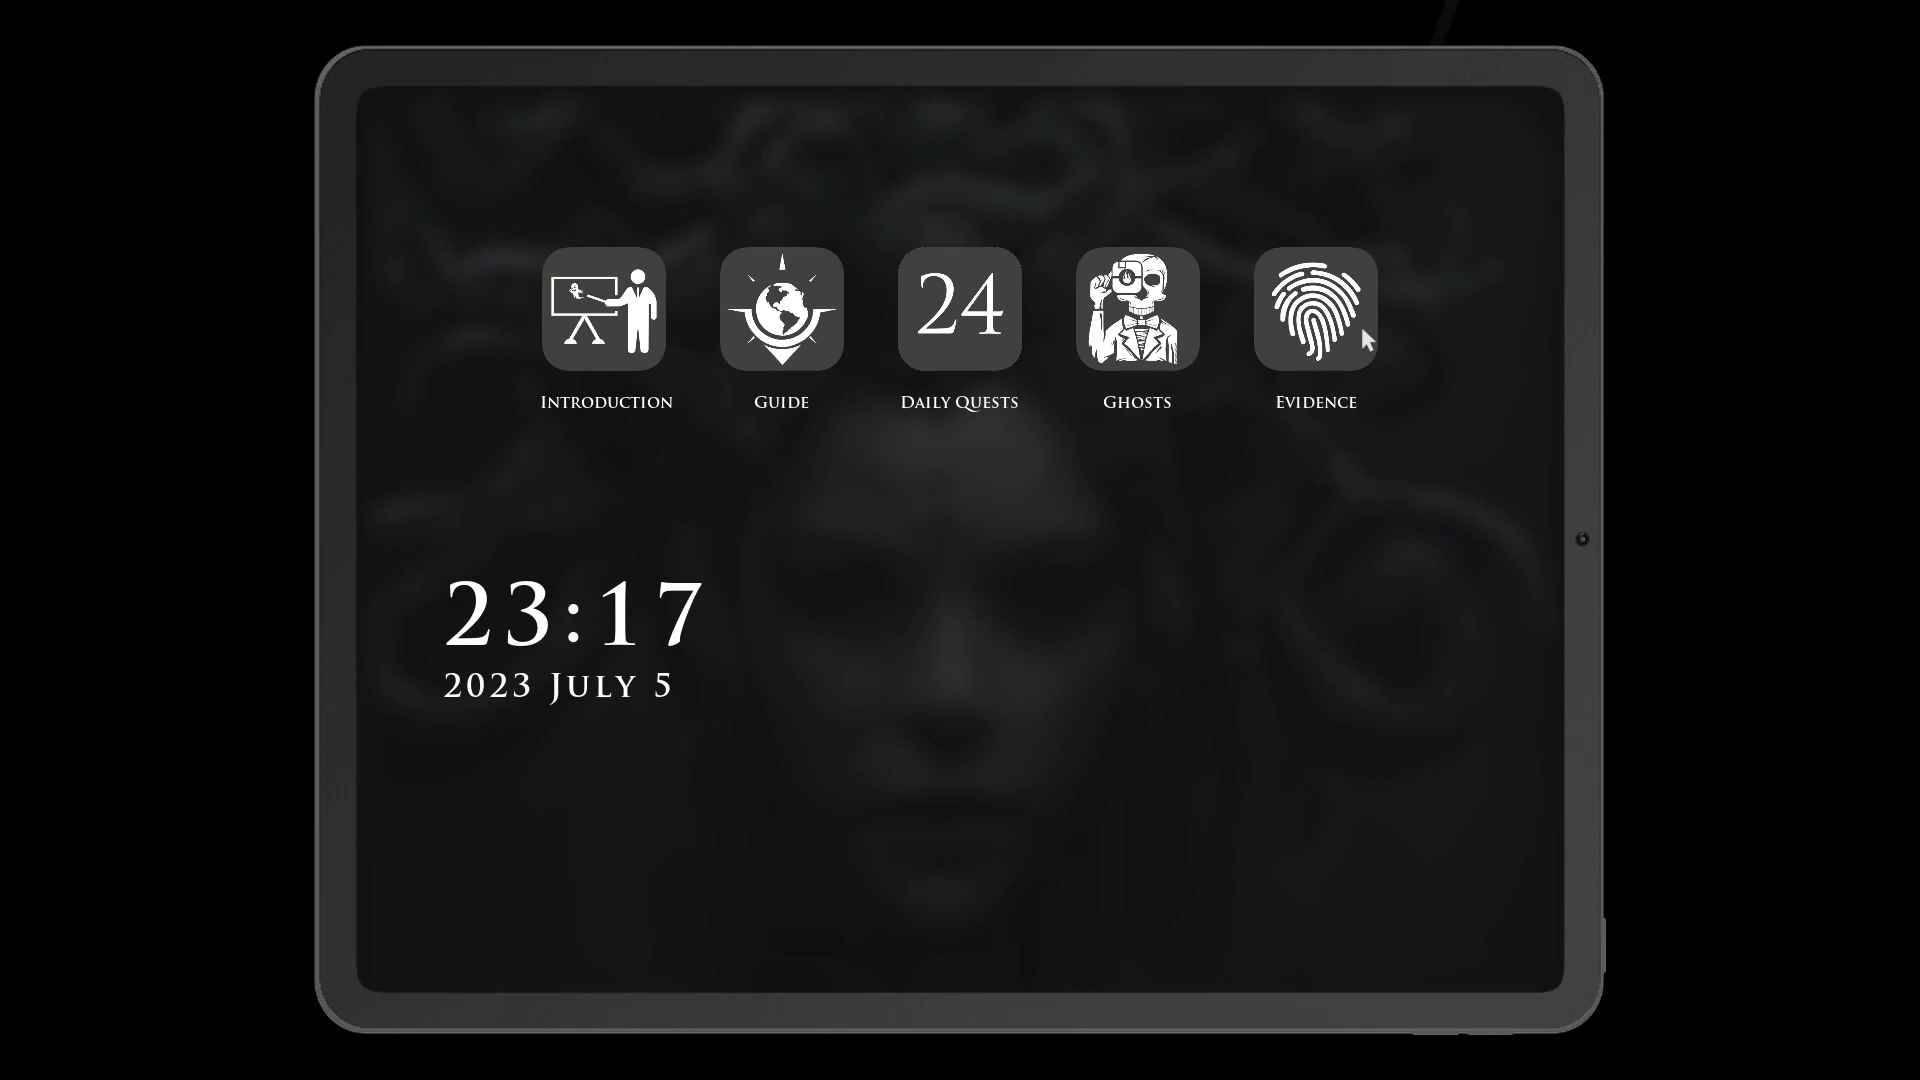 24
Introduction
Guide
Daily Quests
Ghosts
Evidence
23:17
2023 July 5